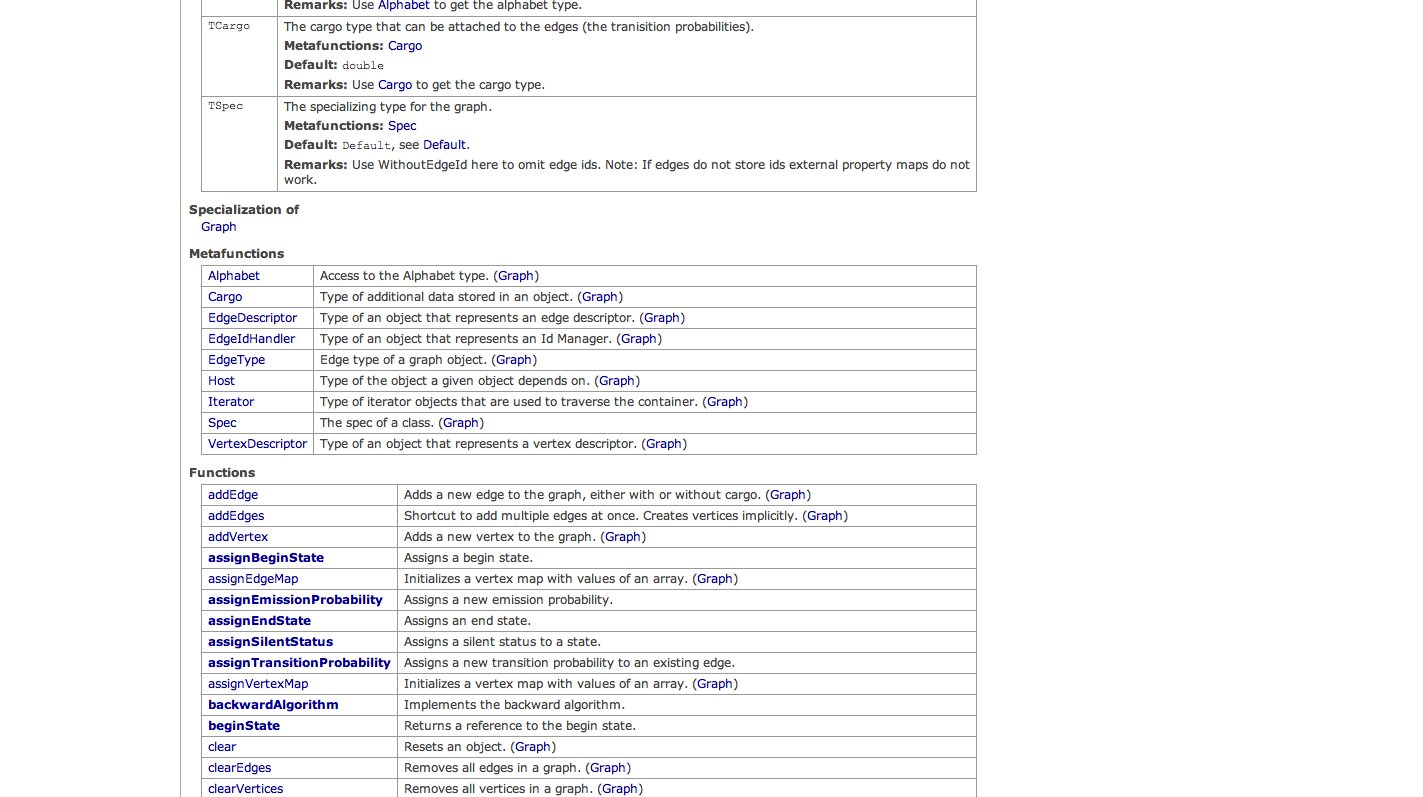 Remarks: Use Alphabet to get the alphabet type.
TCargo The cargo type that can be attached to the edges (the tranisition probabilities).
Metafunctions: Cargo
Default: double
Remarks: Use Cargo to get the cargo type.
TSpec The specializing type for the graph.
Metafunctions: Spec
Default: Default, see Default.
Remarks: Use WithoutEdgeId here to omit edge ids. Note: If edges do not store ids external property maps do not
work.
Specialization of
Graph
Metafunctions
Alphabet Access to the Alphabet type. (Graph)
Cargo Type of additional data stored in an object. (Graph)
EdgeDescriptor Type of an object that represents an edge descriptor. (Graph)
EdgeIdHandler Type of an object that represents an Id Manager. (Graph)
EdgeType Edge type of a graph object. (Graph)
Host Type of the object a given object depends on. (Graph)
Iterator Type of iterator objects that are used to traverse the container. (Graph)
Spec The spec of a class. (Graph)
VertexDescriptor Type of an object that represents a vertex descriptor. (Graph)
Functions
addEdge Adds a new edge to the graph, either with or without cargo. (Graph)
addEdges Shortcut to add multiple edges at once. Creates vertices implicitly. (Graph)
addVertex Adds a new vertex to the graph. (Graph)
assignBeginState Assigns a begin state.
assignEdgeMap Initializes a vertex map with values of an array. (Graph)
assignEmissionProbability Assigns a new emission probability.
assignEndState Assigns an end state.
assignSilentStatus Assigns a silent status to a state.
assignTransitionProbability Assigns a new transition probability to an existing edge.
assignVertexMap Initializes a vertex map with values of an array. (Graph)
backwardAlgorithm Implements the backward algorithm.
beginState Returns a reference to the begin state.
clear Resets an object. (Graph)
clearEdges Removes all edges in a graph. (Graph)
clearVertices Removes all vertices in a graph. (Graph)